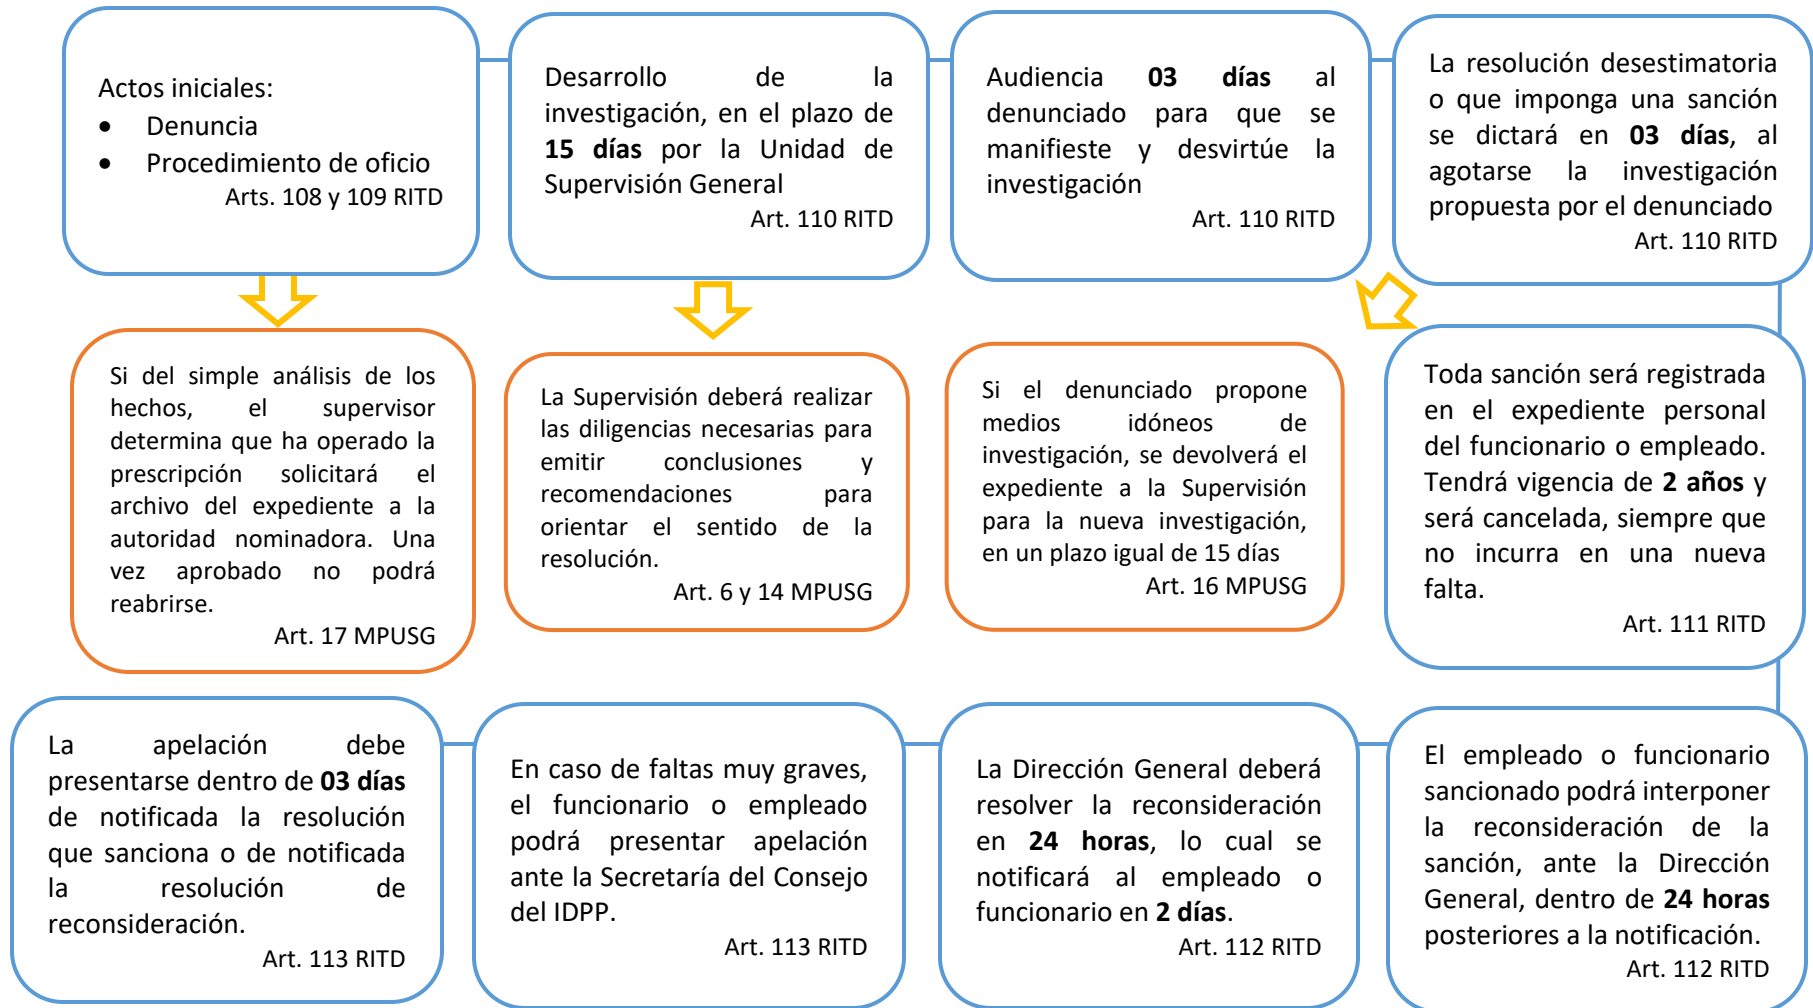 Actos iniciales:
• Denuncia
• Procedimiento de oficio
Arts. 108 y 109 RITD
Desarrollo de la
investigación, en el plazo de
15 días por la Unidad de
Supervisión General
Art. 110 RITD
Audiencia 03 días al
denunciado para que se
manifieste y desvirtúe la
investigación
Art. 110 RITD
La resolución desestimatoria
o que imponga una sanción
se dictará en 03 días, al
agotarse la investigación
propuesta por el denunciado
Art. 110 RITD
Si del simple análisis de los
hechos, el supervisor
determina que ha operado la
prescripción solicitará el
archivo del expediente a la
autoridad nominadora. Una
vez aprobado no podrá
reabrirse.
Art. 17 MPUSG
La Supervisión deberá realizar
las diligencias necesarias para
emitir conclusiones y
recomendaciones para
orientar el sentido de la
resolución.
Art. 6 y 14 MPUSG
Si el denunciado propone
medios idóneos de
investigación, se devolverá el
expediente a la Supervisión
para la nueva investigación,
en un plazo igual de 15 días
Art. 16 MPUSG
Toda sanción será registrada
en el expediente personal
del funcionario o empleado.
Tendrá vigencia de 2 años y
será cancelada, siempre que
no incurra en una nueva
falta.
Art. 111 RITD
La apelación debe
presentarse dentro de 03 días
de notificada la resolución
que sanciona o de notificada
la resolución de
reconsideración.
Art. 113 RITD
En caso de faltas muy graves,
el funcionario o empleado
podrá presentar apelación
ante la Secretaría del Consejo
del IDPP.
Art. 113 RITD
La Dirección General deberá
resolver la reconsideración
en 24 horas, lo cual se
notificará al empleado o
funcionario en 2 días.
Art. 112 RITD
El empleado o funcionario
sancionado podrá interponer
la reconsideración de la
sanción, ante la Dirección
General, dentro de 24 horas
posteriores a la notificación.
Art. 112 RITD